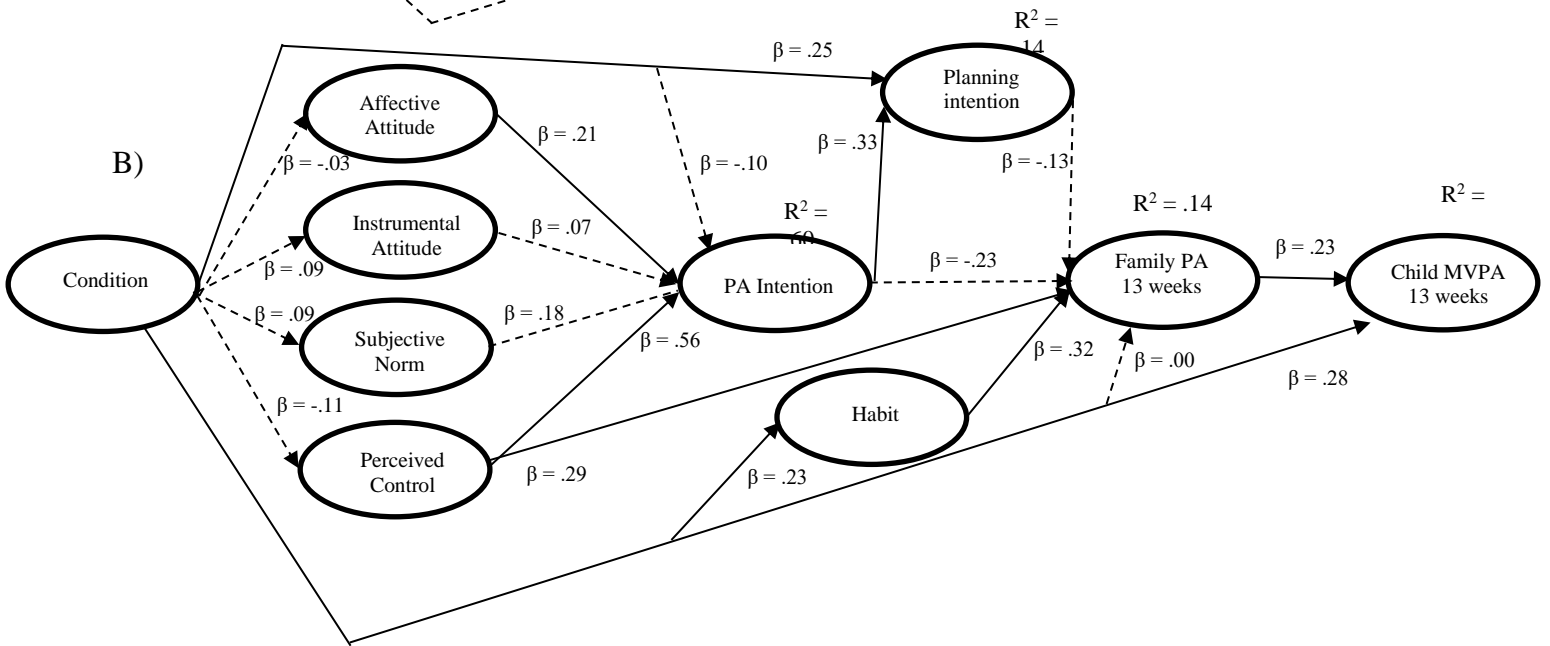 R² =
14
β = .25
Planning
intention
Affective
Attitude
β = .21
β = .33
B)
β = -.03
β = -.10
β = -.13
R² =
R² = .14
R² =
Instrumental
Attitude
β = .07
β = .23
β = -.23
Family PA
13 weeks
Condition
β = .09
PA Intention
Child MVPA
13 weeks
β = .09
β = .18
Subjective
Norm
β = .56
β = .32
β = .00
β = .28
β = -.11
Habit
Perceived
Control
β = .29
β = .23